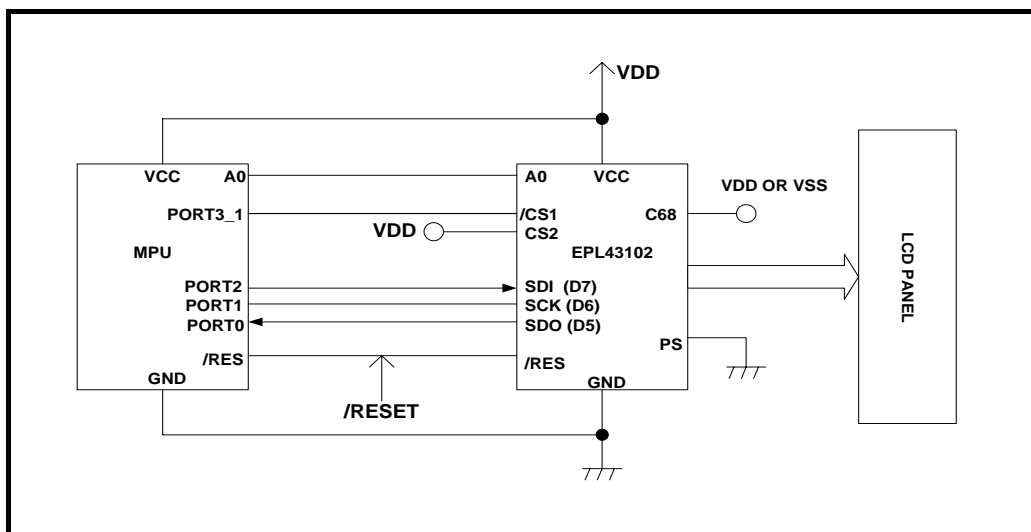 VDD
VCC A0
PORT3_1
MPU
PORT2
PORT1
PORT0
/RES
GND
/RESET
VDD
A0 VCC
/CS1 C68
CS2
EPL43102
SDI (D7)
SCK (D6)
SDO (D5)
PS
/RES
GND
VDD OR VSS
LCD PANEL